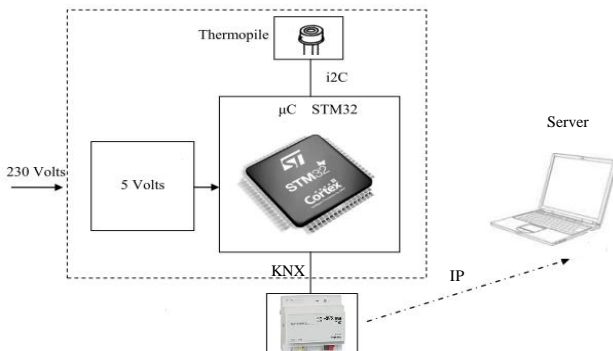 Thermopile
i2C
µC STM32
Server
230 Volts
5 Volts
STM32
Cortex
KNX
IP